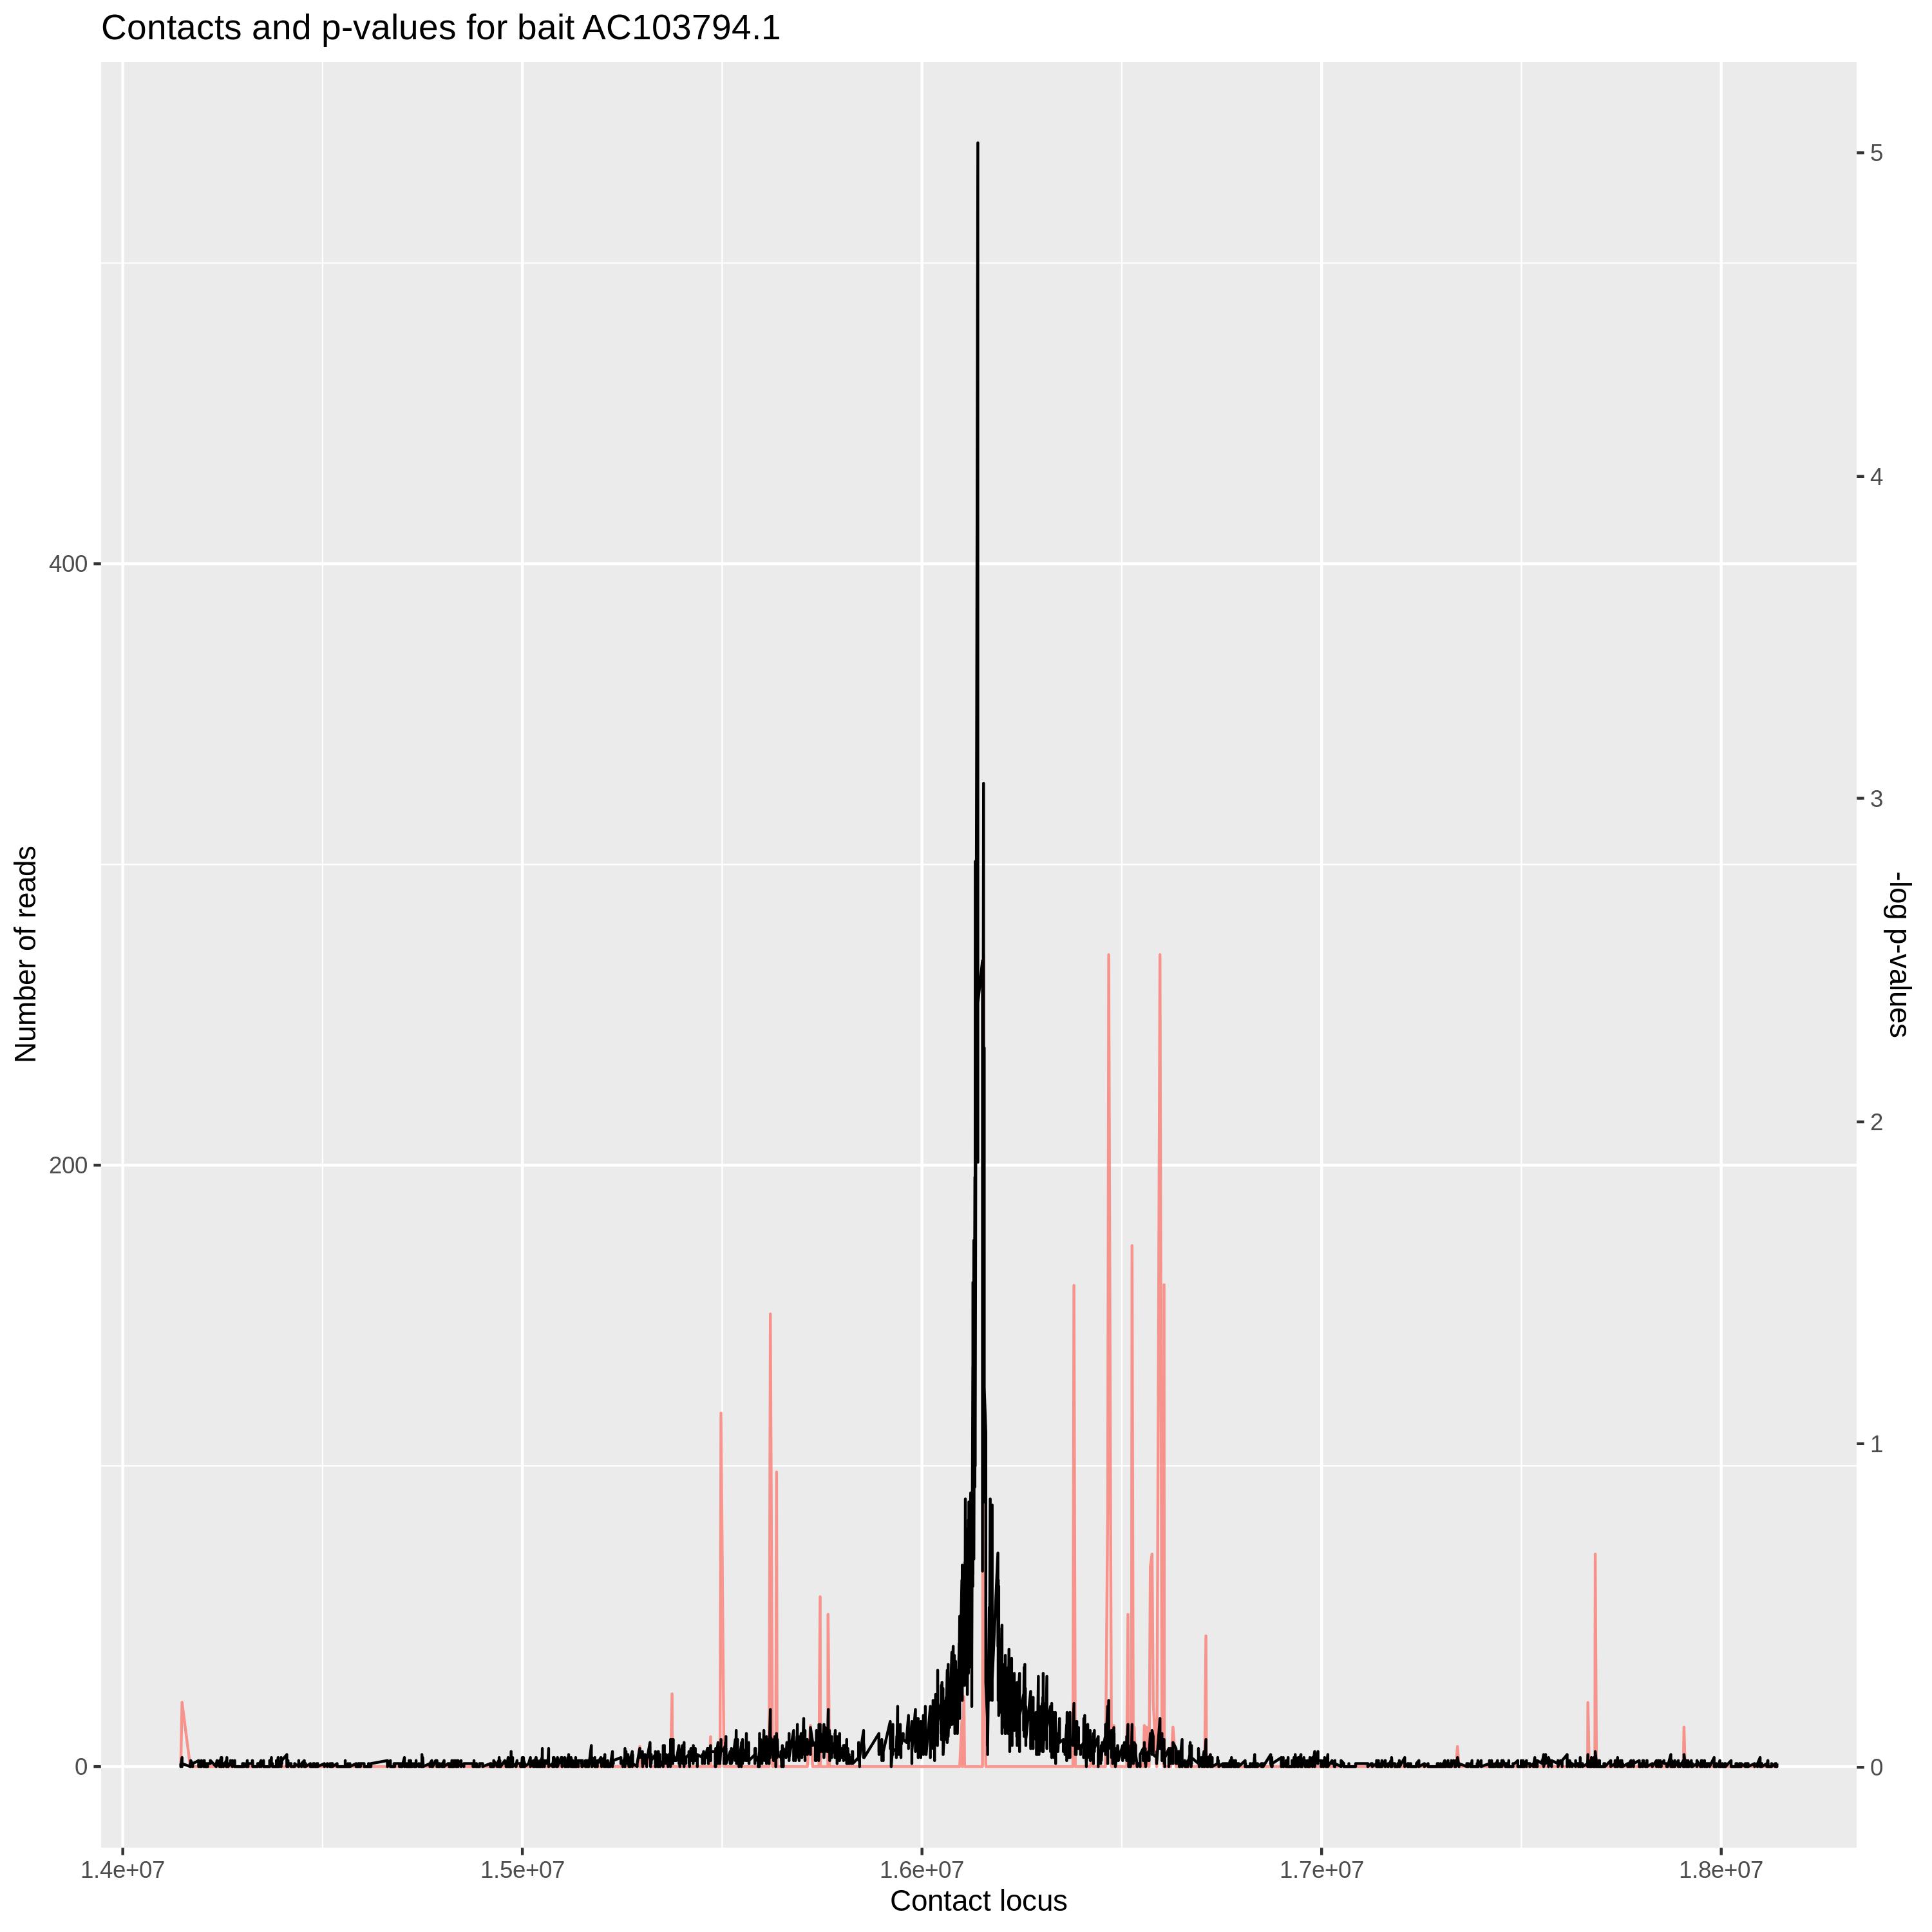 Contacts and p-values for bait AC103794.1
Number of reads
400
200
0
5
4
3
2
1
0
-log p-values
1.4e+07
1.5e+07
1.6e+07
1.7e+07
1.8e+07
Contact locus